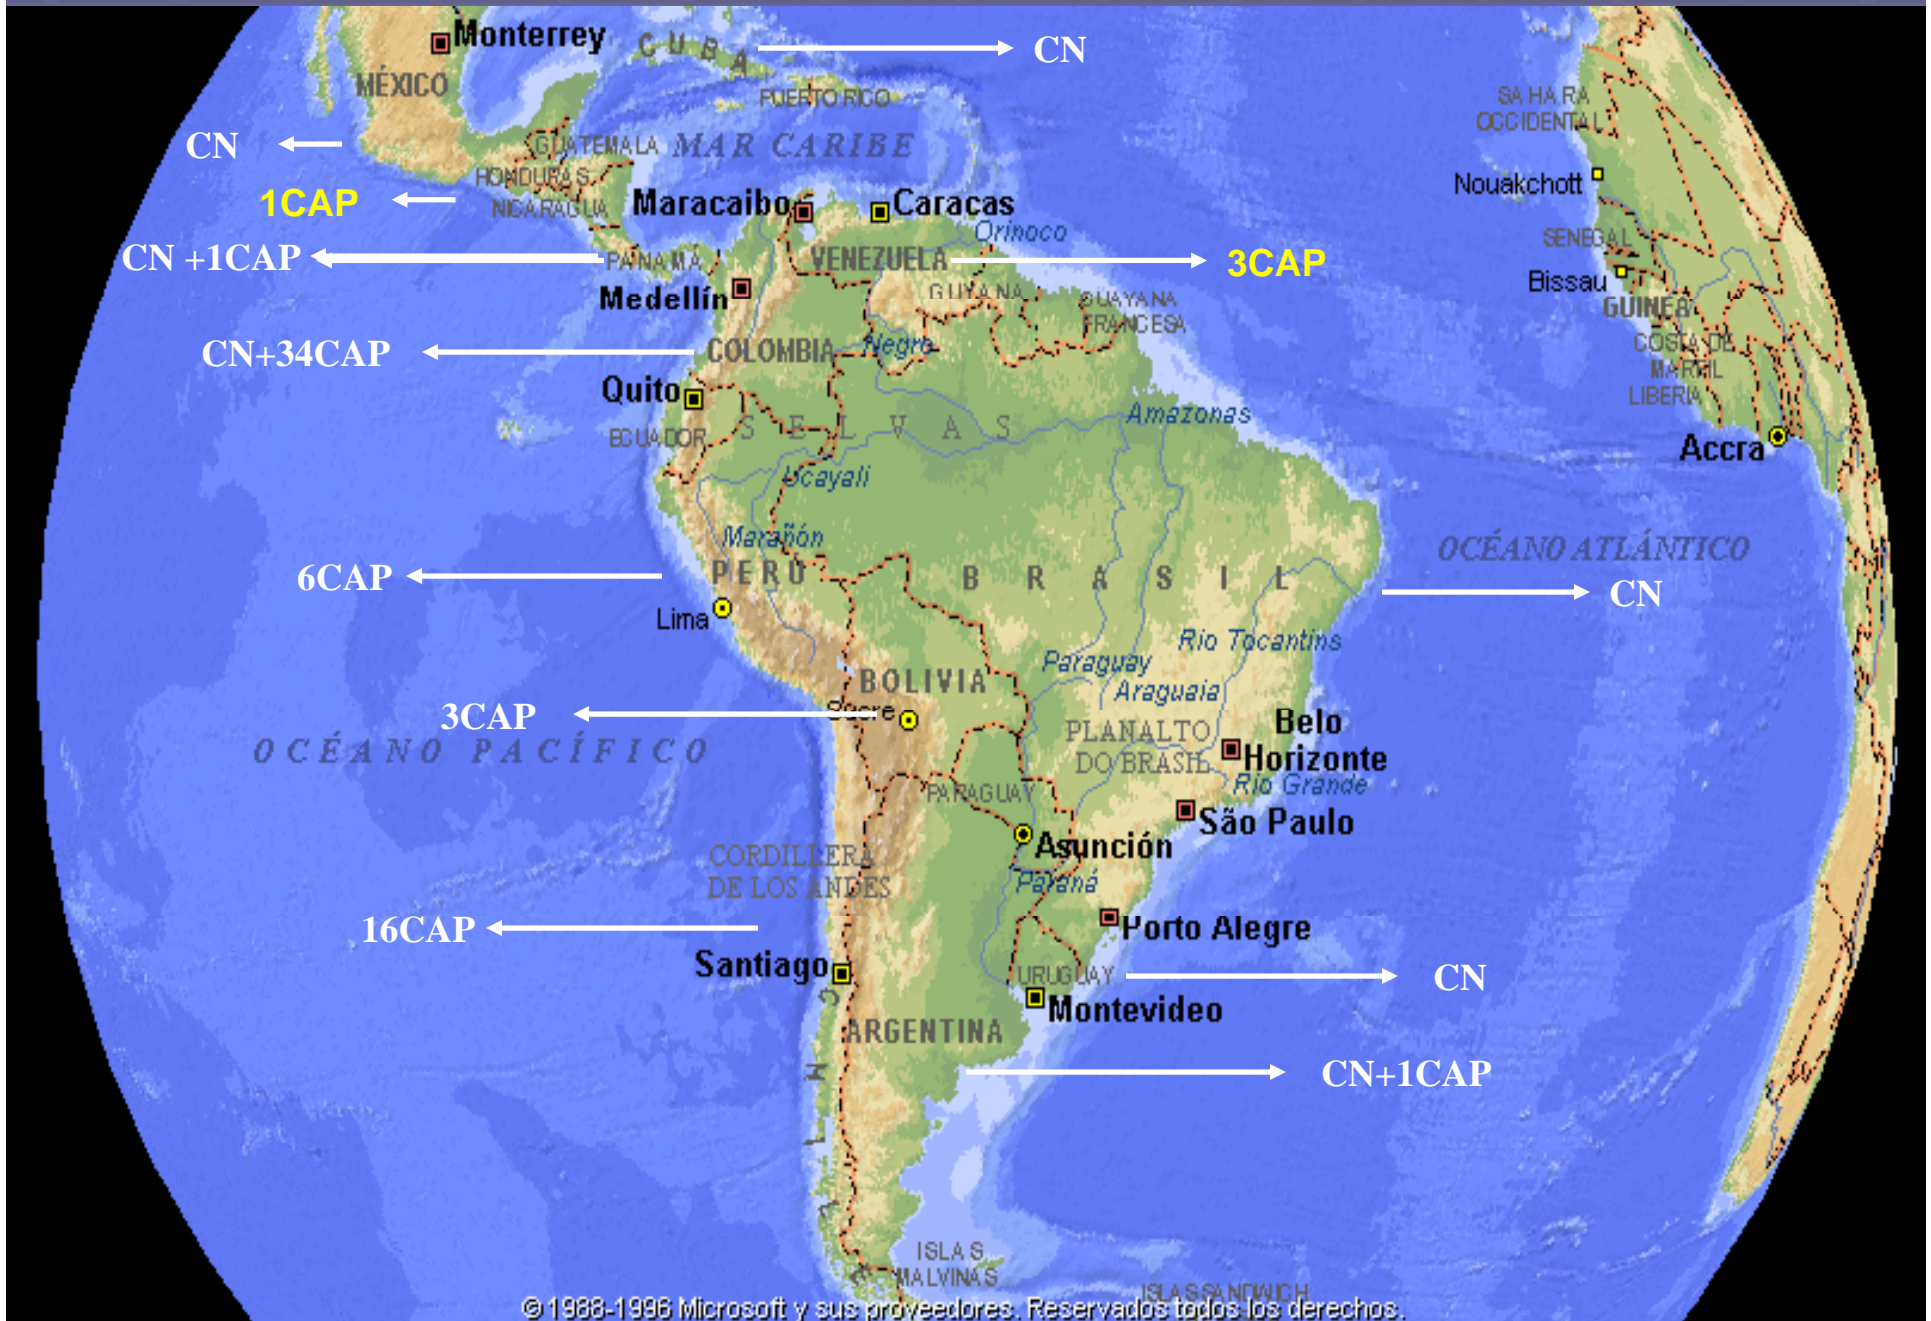 Monterrey
CUBA
CN
MÉXICO
PUERTO RICO
SAHARA
OCCIDENTAL
CN
GUATEMALA
MAR CARIBE
HONDURAS
Nouakchott
1CAP
NICARAGUA
Maracaibo
Caracas
Orinoco
SENEGAL
CN +1CAP
PANAMÁ
VENEZUELA
3CAP
Bissau
Medellín
GUYANA
GUAYANA
FRANCESA
GUINEA
CN+34CAP
COLOMBIA
Negro
COSTA DE
MARFIL
LIBERIA
Quito
ECUADOR
SELVAS
Amazonas
Accra
Ucayali
Marañón
OCÉANO ATLÁNTICO
6CAP
PERÚ
BRASIL
CN
Lima
Rio Tocantins
Paraguay
BOLIVIA
Araguaia
3CAP
Sucre
PLANALTO
DO BRASIL
Belo
Horizonte
OCÉANO PACÍFICO
PARAGUAY
Rio Grande
São Paulo
Asunción
CORDILLERA
DE LOS ANDES
Paraná
16CAP
Porto Alegre
Santiago
URUGUAY
CN
Montevideo
CHILE
ARGENTINA
CN+1CAP
ISLAS
MALVINAS
ISLAS SANDWICH
©1988-1996 Microsoft y sus proveedores. Reservados todos los derechos.